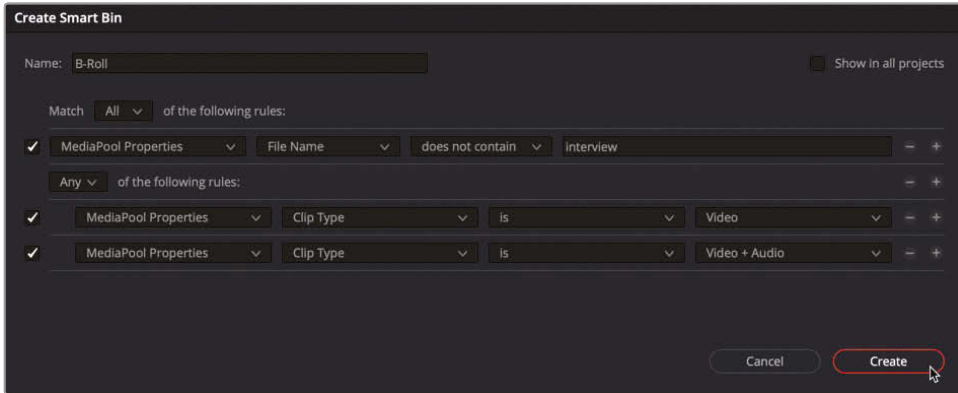 Create Smart Bin
Name: B-Roll Show in all projects
Match All of the following rules:
MediaPool Properties File Name does not contain interview
Any of the following rules:
MediaPool Properties Clip Type is Video
MediaPool Properties Clip Type is Video + Audio
Cancel Create